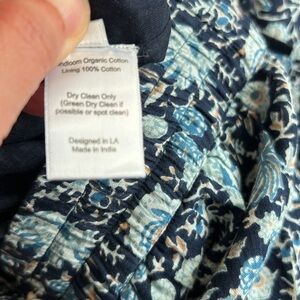 ndloom Organic Cotton
Lining 100% Cotton
Dry Clean Only
(Green Dry Clean if
possible or spot clean)
Designed in LA
Made in India